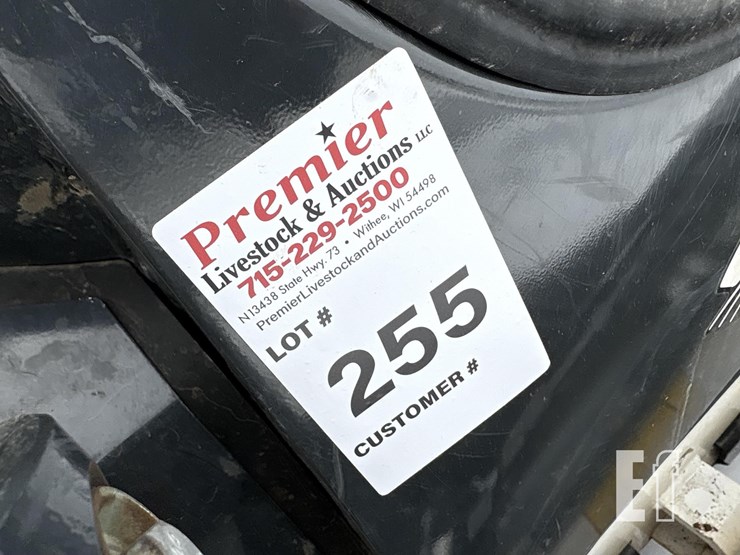 Premier
Livestock & Auctions LLC
715-229-2500
N13438 State Hwy. 73 • Withee, WI 54498
PremierLivestockandAuctions.com
LOT #
255
CUSTOMER #